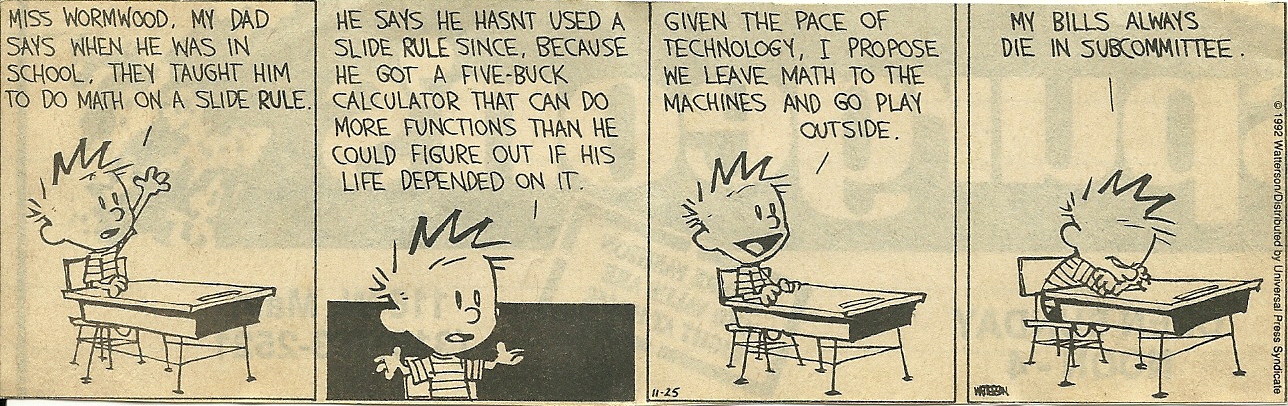 MISS WORMWOOD, MY DAD
SAYS WHEN HE WAS IN
SCHOOL, THEY TAUGHT HIM
TO DO MATH ON A SLIDE RULE.
HE SAYS HE HASNT USED A
SLIDE RULE SINCE, BECAUSE
HE GOT A FIVE-BUCK
CALCULATOR THAT CAN DO
MORE FUNCTIONS THAN HE
COULD FIGURE OUT IF HIS
LIFE DEPENDED ON IT.
GIVEN THE PACE OF
TECHNOLOGY, I PROPOSE
WE LEAVE MATH TO THE
MACHINES AND GO PLAY
OUTSIDE.
11-25
MY BILLS ALWAYS
DIE IN SUBCOMMITTEE.
WATTERSON
© 1992 Watterson/Distributed by Universal Press Syndicate